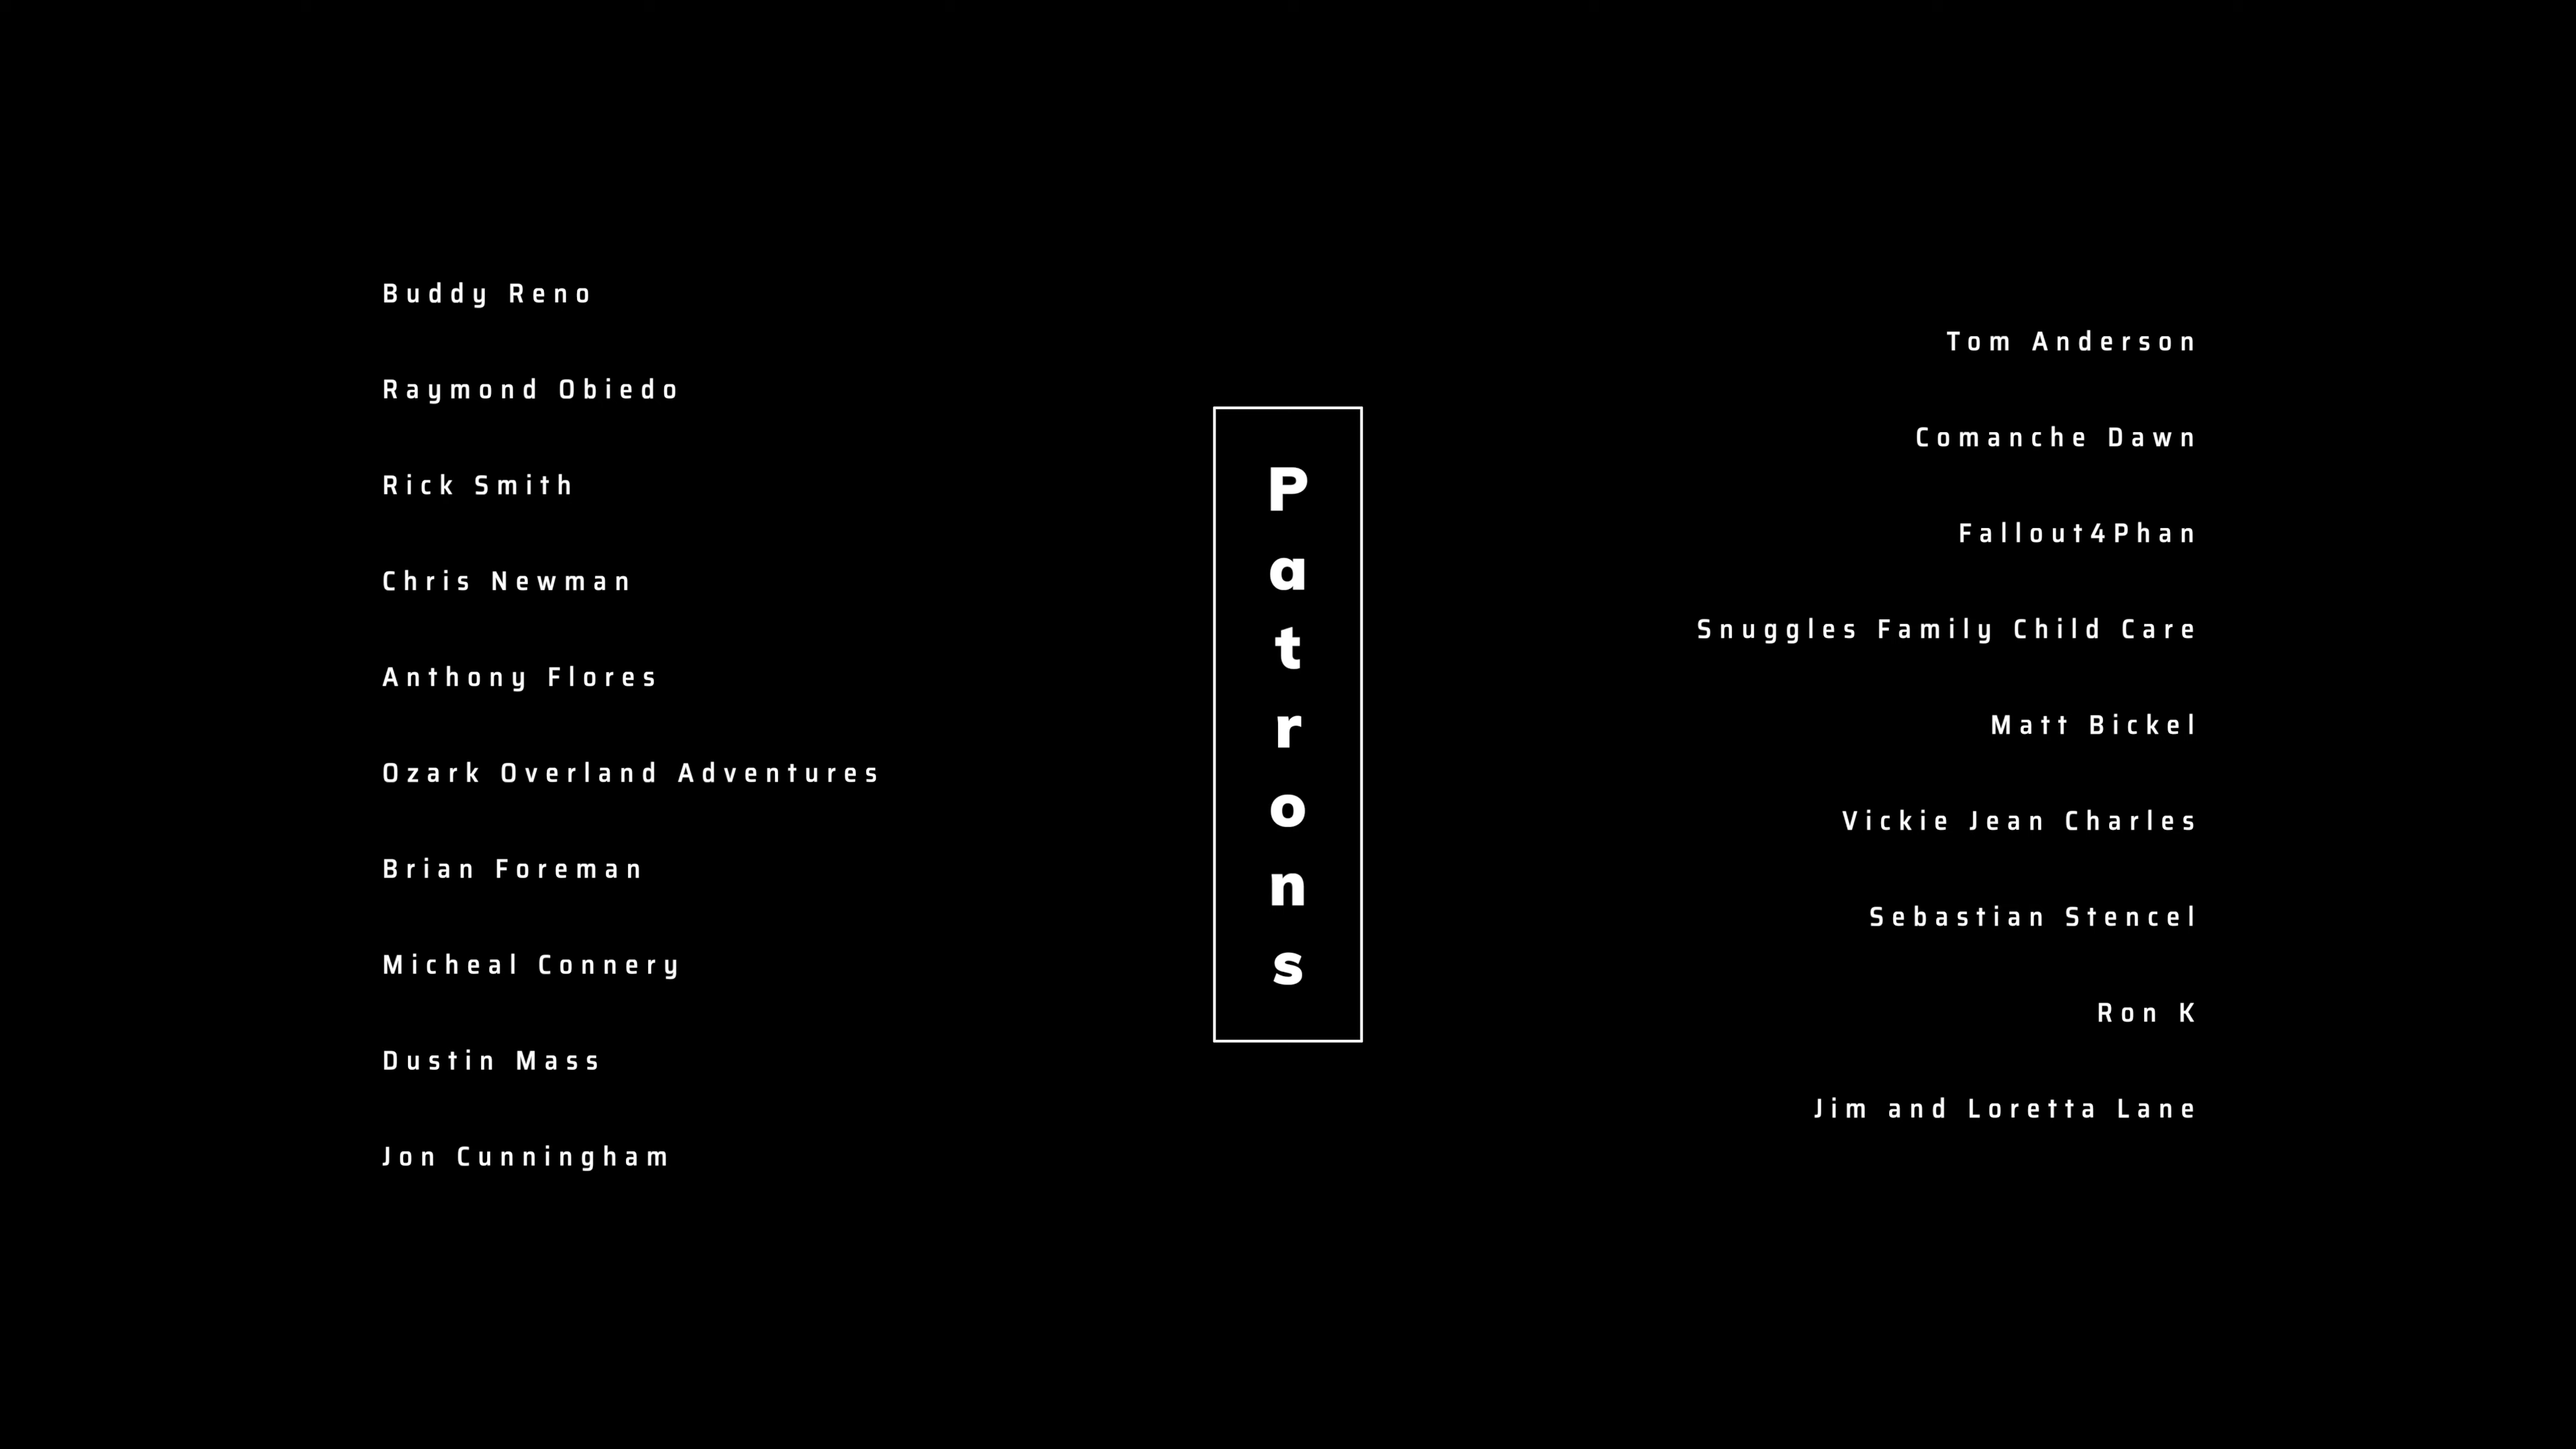 Buddy Reno
Raymond Obiedo
Rick Smith
Chris Newman
Anthony Flores
Ozark Overland Adventures
Brian Foreman
Micheal Connery
Dustin Mass
Jon Cunningham
Patrons
Tom Anderson
Comanche Dawn
Fallout4Phan
Snuggles Family Child Care
Matt Bickel
Vickie Jean Charles
Sebastian Stencel
Ron K
Jim and Loretta Lane